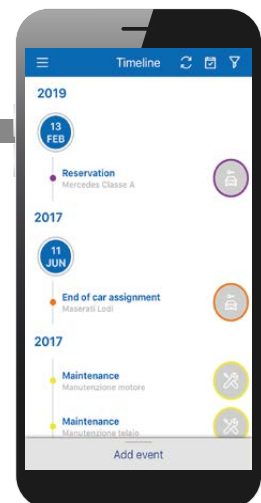 Timeline
2019
13
FEB
Reservation
Mercedes Classe A
2017
11
JUN
End of car assignment
Maserati Lodi
2017
Maintenance
Manutenzione motore
Maintenance
Manutenzione telaio
Add event